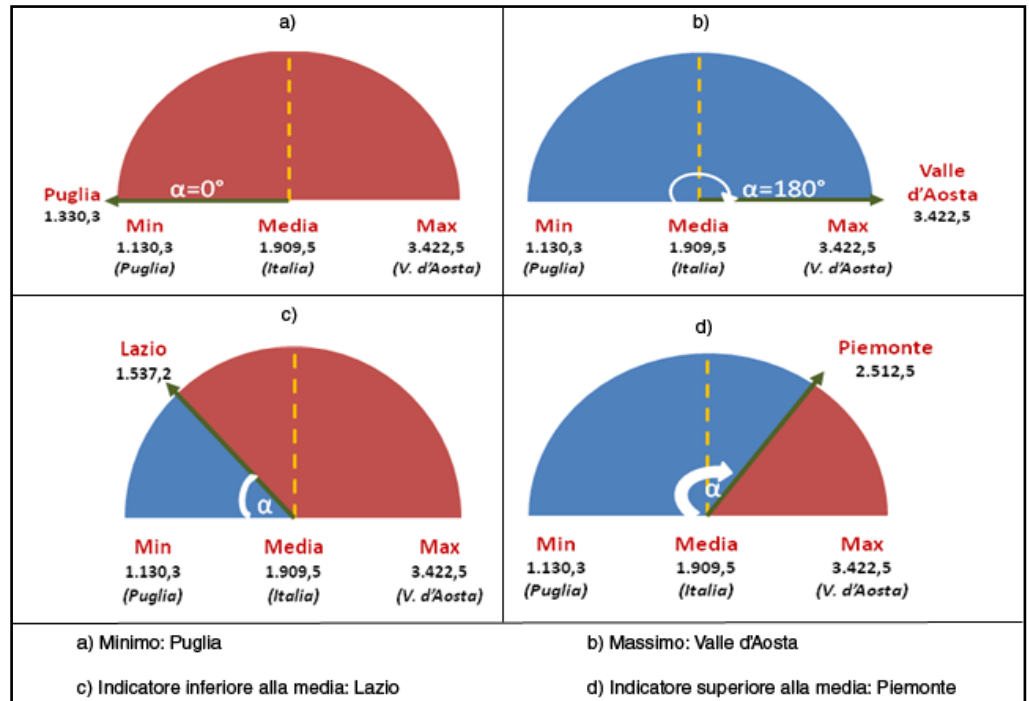 a)
α=0°
Puglia
1.330,3
Min
Media
Max
1.130,3
1.909,5
3.422,5
(Puglia)
(Italia)
(V. d'Aosta)
b)
α=180°
Valle
d'Aosta
3.422,5
Min
Media
Max
1.130,3
1.909,5
3.422,5
(Puglia)
(Italia)
(V. d'Aosta)
c)
Lazio
1.537,2
α
Min
Media
Max
1.130,3
1.909,5
3.422,5
(Puglia)
(Italia)
(V. d'Aosta)
d)
Piemonte
2.512,5
α
Min
Media
Max
1.130,3
1.909,5
3.422,5
(Puglia)
(Italia)
(V. d'Aosta)
a) Minimo: Puglia
b) Massimo: Valle d'Aosta
c) Indicatore inferiore alla media: Lazio
d) Indicatore superiore alla media: Piemonte